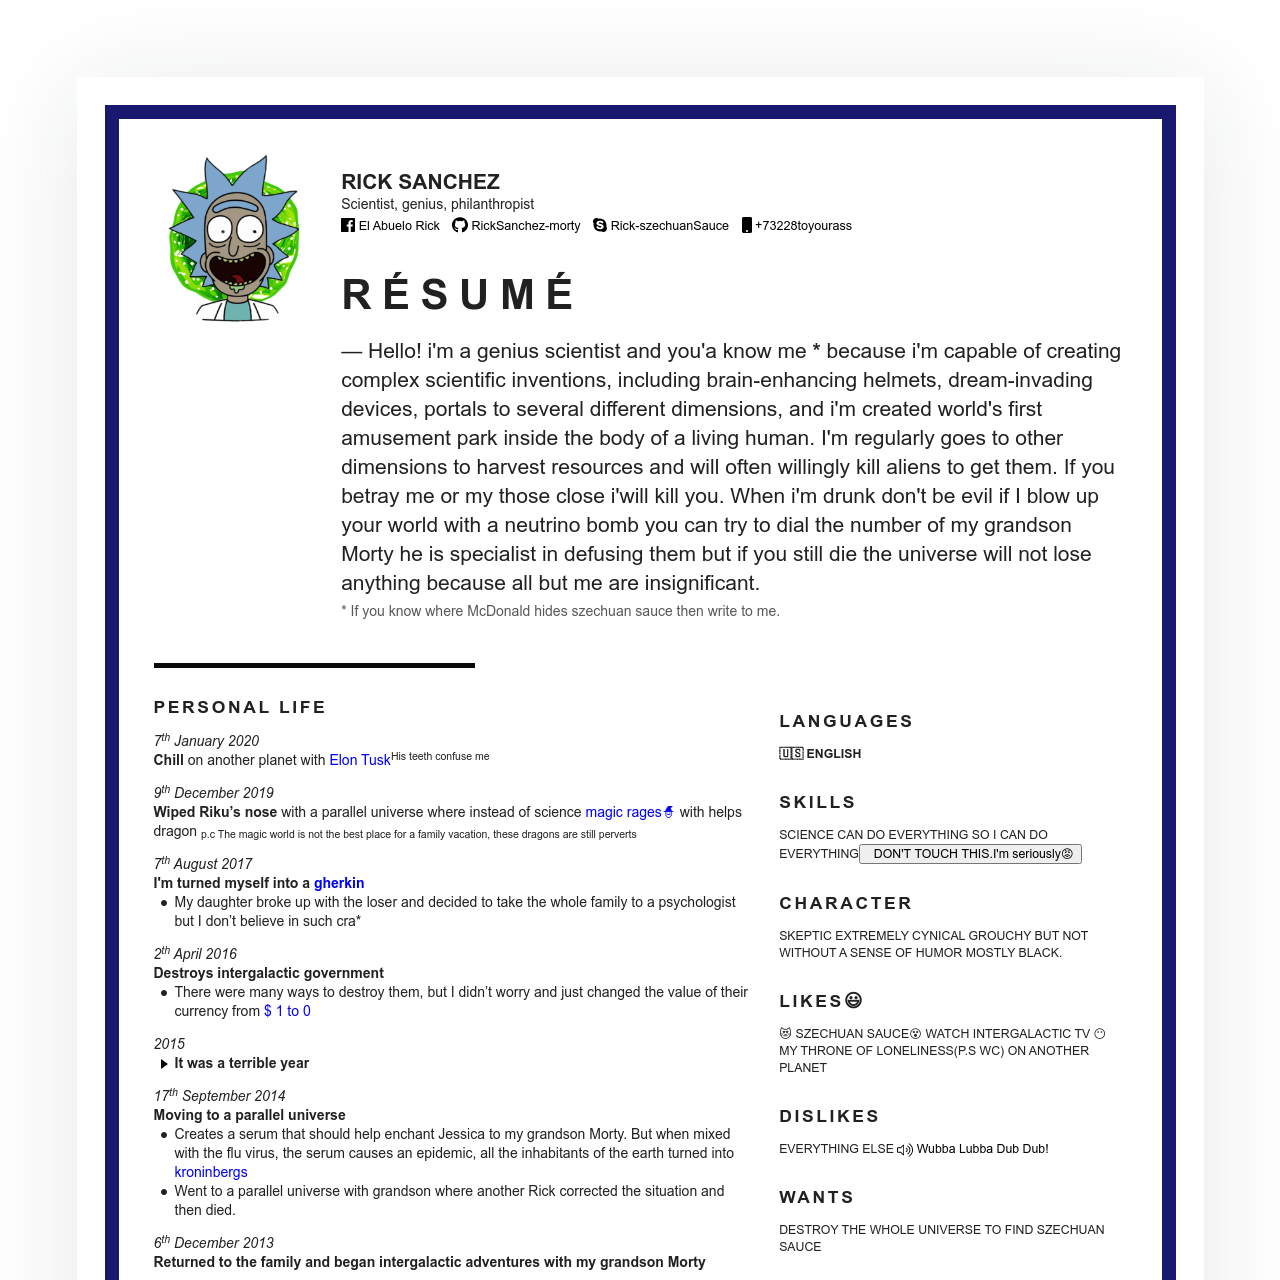 RICK SANCHEZ
Scientist, genius, philanthropist
El Abuelo Rick RickSanchez-morty Rick-szechuanSauce +73228toyourass
RÉSUMÉ
— Hello! i'm a genius scientist and you'a know me * because i'm capable of creating
complex scientific inventions, including brain-enhancing helmets, dream-invading
devices, portals to several different dimensions, and i'm created world's first
amusement park inside the body of a living human. I'm regularly goes to other
dimensions to harvest resources and will often willingly kill aliens to get them. If you
betray me or my those close i'will kill you. When i'm drunk don't be evil if I blow up
your world with a neutrino bomb you can try to dial the number of my grandson
Morty he is specialist in defusing them but if you still die the universe will not lose
anything because all but me are insignificant.
* If you know where McDonald hides szechuan sauce then write to me.
PERSONAL LIFE
7th January 2020
Chill on another planet with Elon TuskHis teeth confuse me
9th December 2019
Wiped Riku’s nose with a parallel universe where instead of science magic rages🧙 with helps
dragon p.c The magic world is not the best place for a family vacation, these dragons are still perverts
7th August 2017
I'm turned myself into a gherkin
● My daughter broke up with the loser and decided to take the whole family to a psychologist
but I don’t believe in such cra*
2th April 2016
Destroys intergalactic government
● There were many ways to destroy them, but I didn’t worry and just changed the value of their
currency from $ 1 to 0
2015
▶ It was a terrible year
17th September 2014
Moving to a parallel universe
● Creates a serum that should help enchant Jessica to my grandson Morty. But when mixed
with the flu virus, the serum causes an epidemic, all the inhabitants of the earth turned into
kroninbergs
● Went to a parallel universe with grandson where another Rick corrected the situation and
then died.
6th December 2013
Returned to the family and began intergalactic adventures with my grandson Morty
LANGUAGES
🇺🇸 ENGLISH
SKILLS
SCIENCE CAN DO EVERYTHING SO I CAN DO
EVERYTHING DON'T TOUCH THIS.I'm seriously😡
CHARACTER
SKEPTIC EXTREMELY CYNICAL GROUCHY BUT NOT
WITHOUT A SENSE OF HUMOR MOSTLY BLACK.
LIKES😃
😻 SZECHUAN SAUCE😵 WATCH INTERGALACTIC TV 😶
MY THRONE OF LONELINESS(P.S WC) ON ANOTHER
PLANET
DISLIKES
EVERYTHING ELSE Wubba Lubba Dub Dub!
WANTS
DESTROY THE WHOLE UNIVERSE TO FIND SZECHUAN
SAUCE